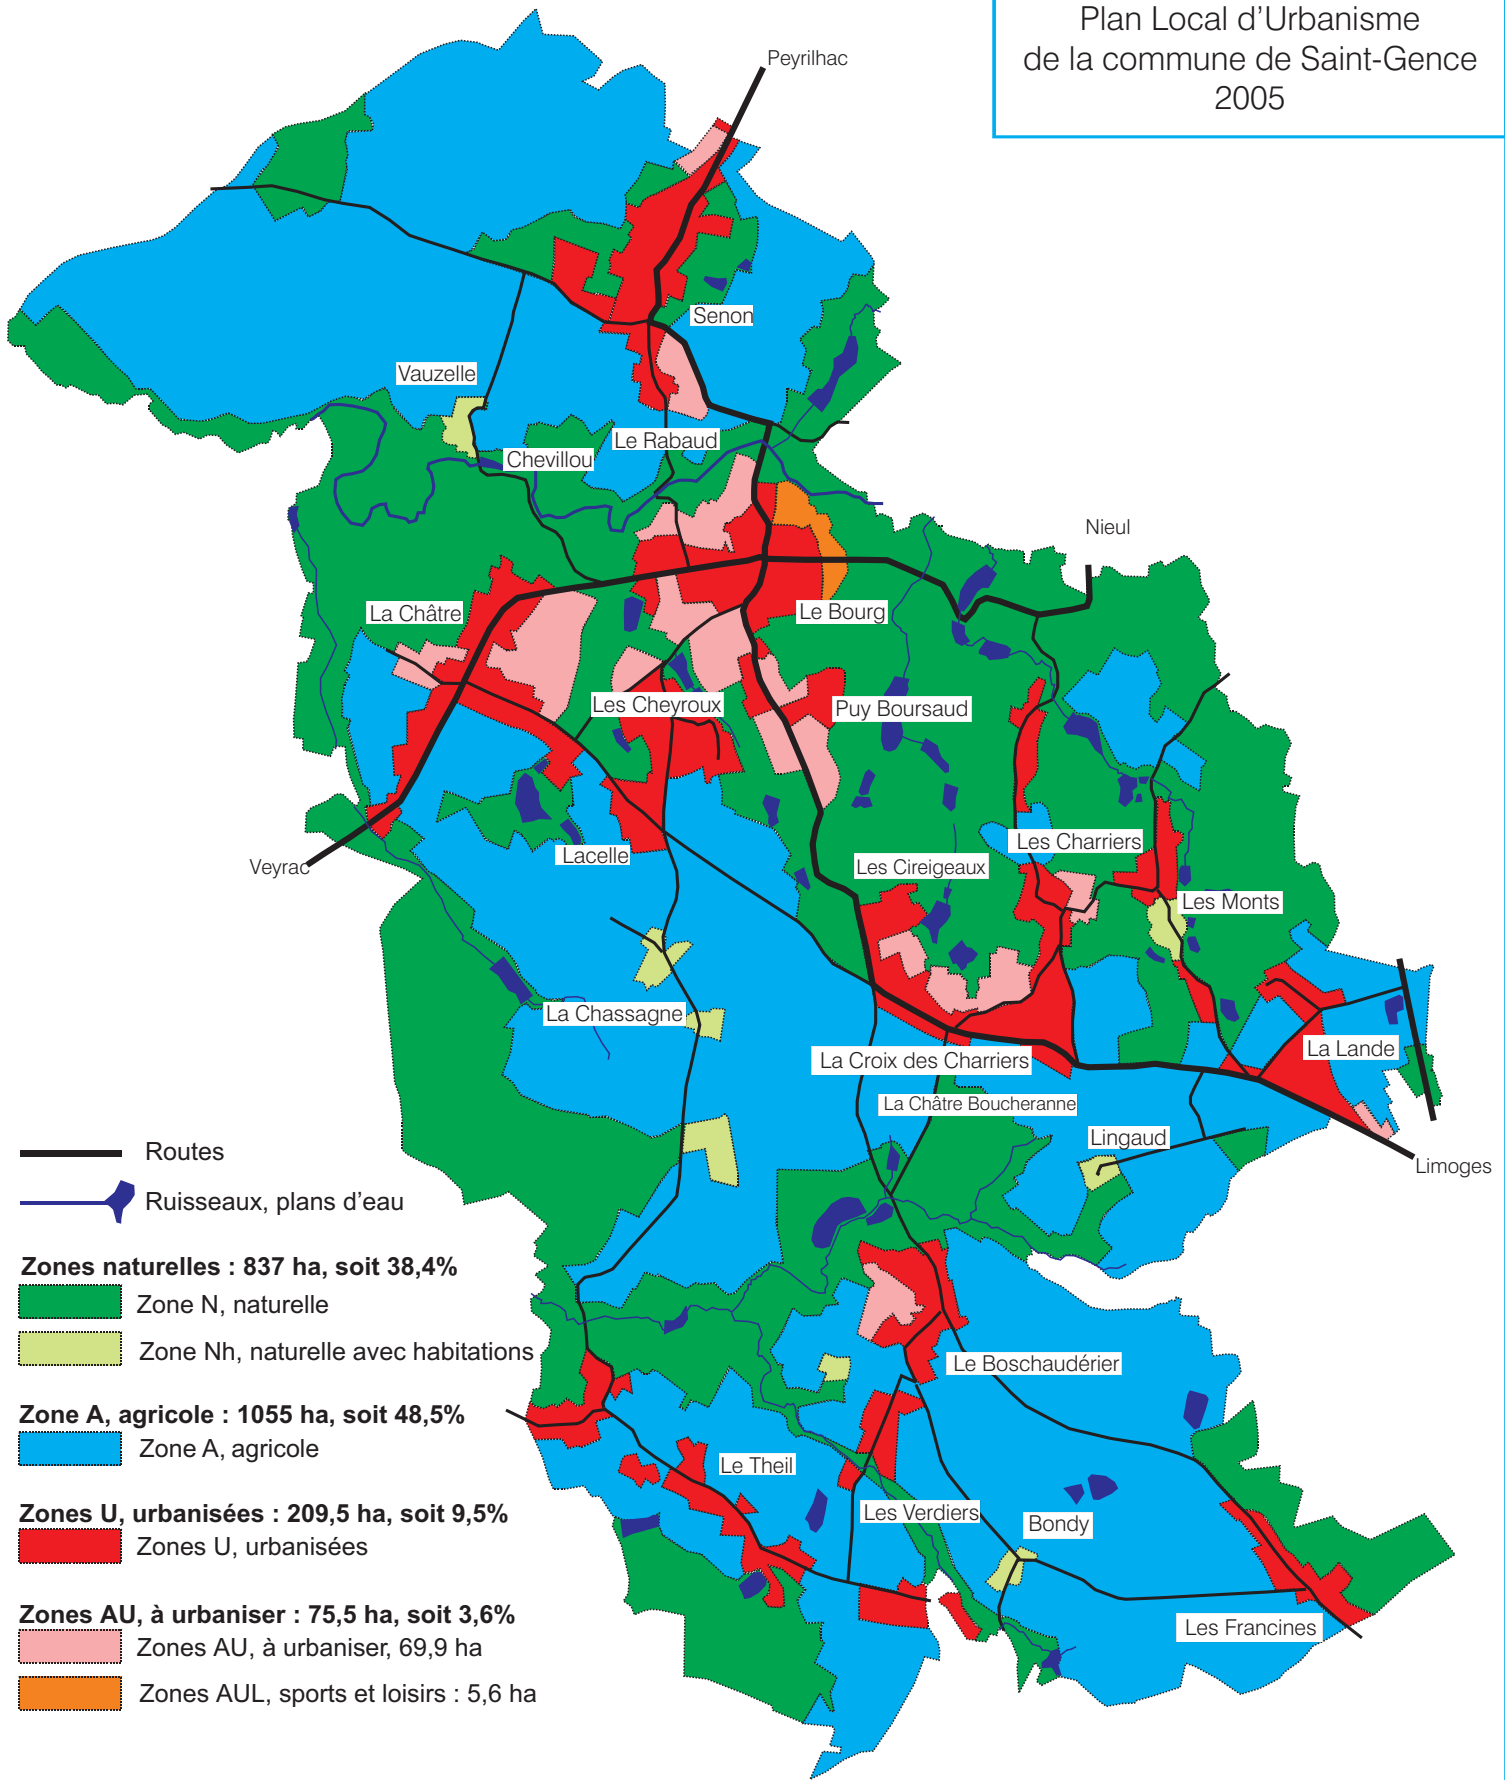 Plan Local d'Urbanisme
de la commune de Saint-Gence
2005
Peyrilhac
Senon
Vauzelle
Le Rabaud
Chevillou
Nieul
La Châtre
Le Bourg
Les Cheyroux
Puy Boursaud
Les Charriers
Lacelle
Veyrac
Les Cireigeaux
Les Monts
La Chassagne
La Lande
La Croix des Charriers
La Châtre Boucheranne
Lingaud
Limoges
Le Boschaudérier
Le Theil
Les Verdiers
Bondy
Les Francines
Routes
Ruisseaux, plans d'eau
Zones naturelles : 837 ha, soit 38,4%
Zone N, naturelle
Zone Nh, naturelle avec habitations
Zone A, agricole : 1055 ha, soit 48,5%
Zone A, agricole
Zones U, urbanisées : 209,5 ha, soit 9,5%
Zones U, urbanisées
Zones AU, à urbaniser : 75,5 ha, soit 3,6%
Zones AU, à urbaniser, 69,9 ha
Zones AUL, sports et loisirs : 5,6 ha